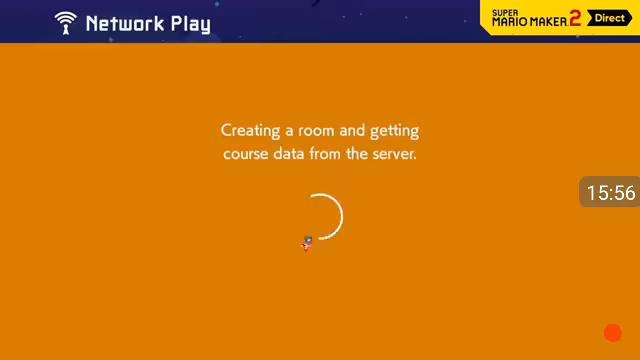 Network Play
SUPER
MARIO MAKER 2
Direct
Creating a room and getting
course data from the server.
15:56